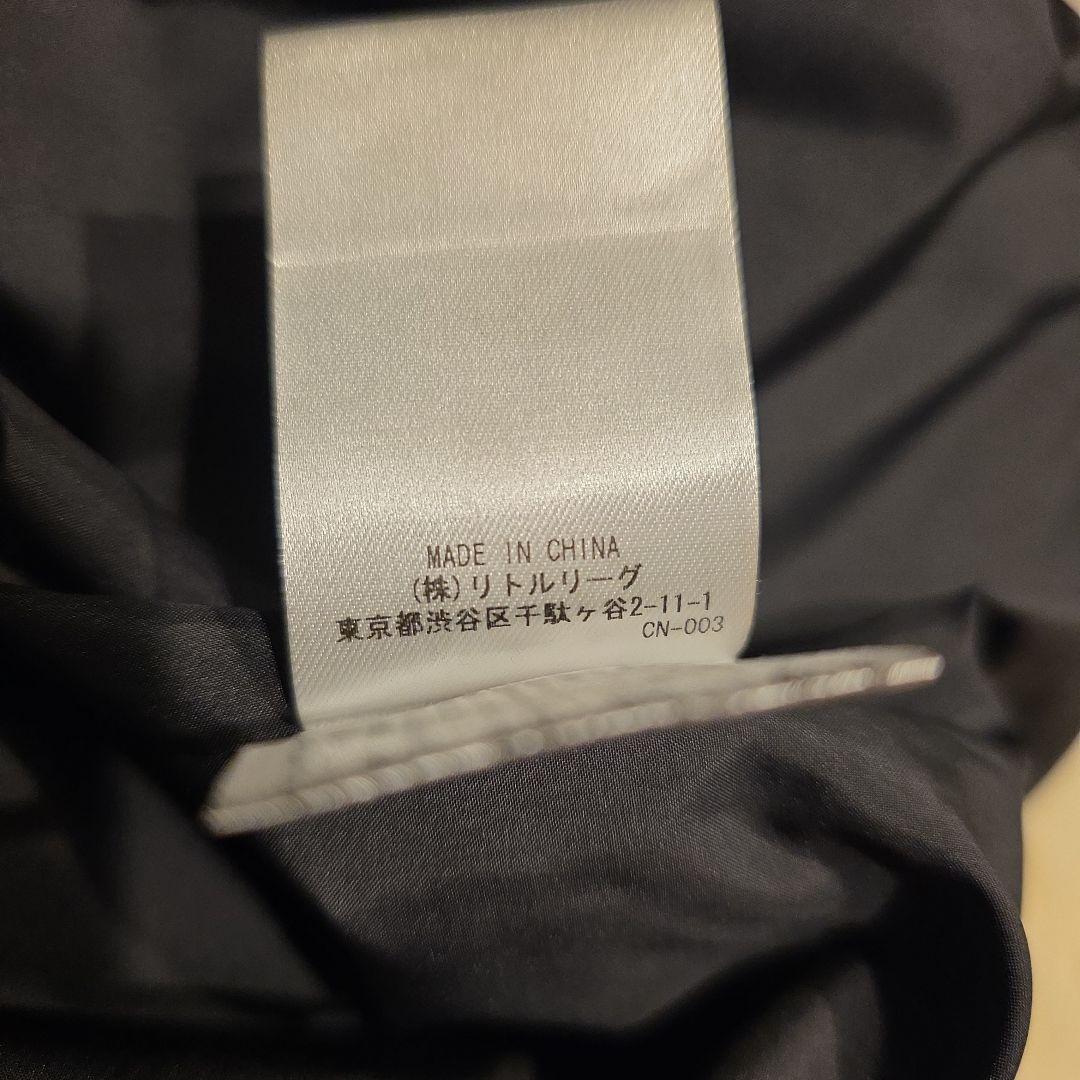 MADE IN CHINA
(株)リトルリーグ
東京都渋谷区千駄ヶ谷2-11-1
CN-003